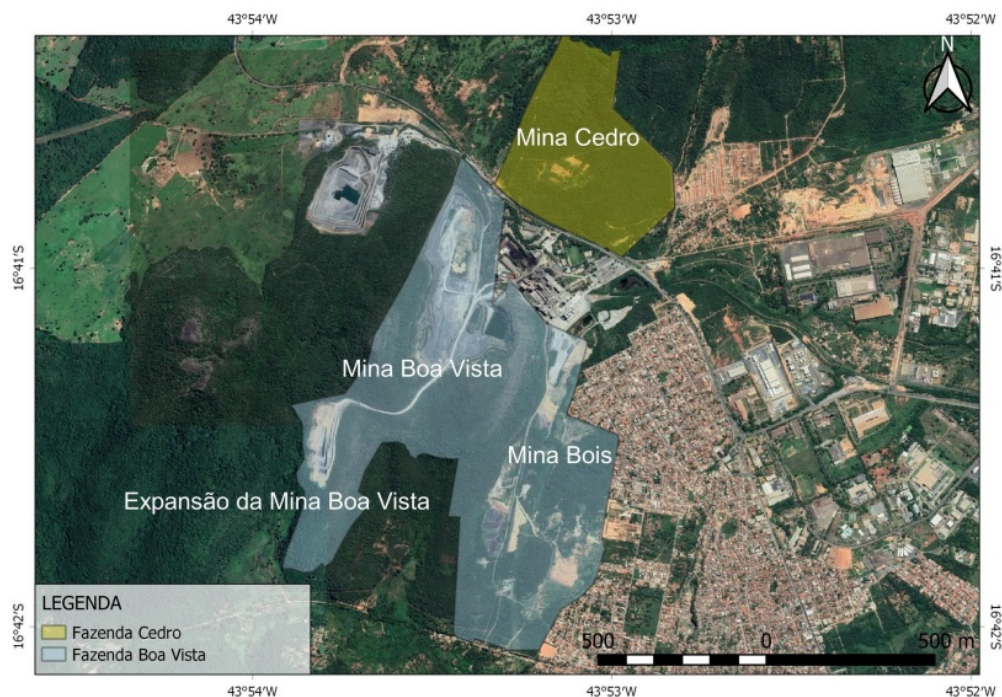 43°54'W 43°53'W 43°52'W
N
Mina Cedro
16°41'S 16°41'S
Mina Boa Vista
Mina Bois
Expansão da Mina Boa Vista
LEGENDA
Fazenda Cedro
Fazenda Boa Vista
16°42'S 16°42'S
500 0 500 m
43°54'W 43°53'W 43°52'W